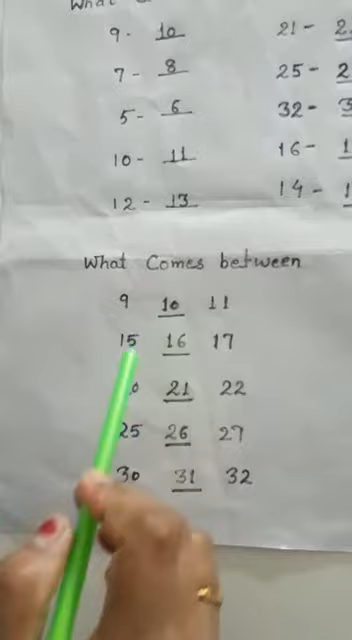 What
9- 10 21-
7- 8 25-
5- 6 32-
10- 11 16-
12- 13 14-
What Comes between
9 10 11
15 16 17
21 22
25 26 27
30 31 32